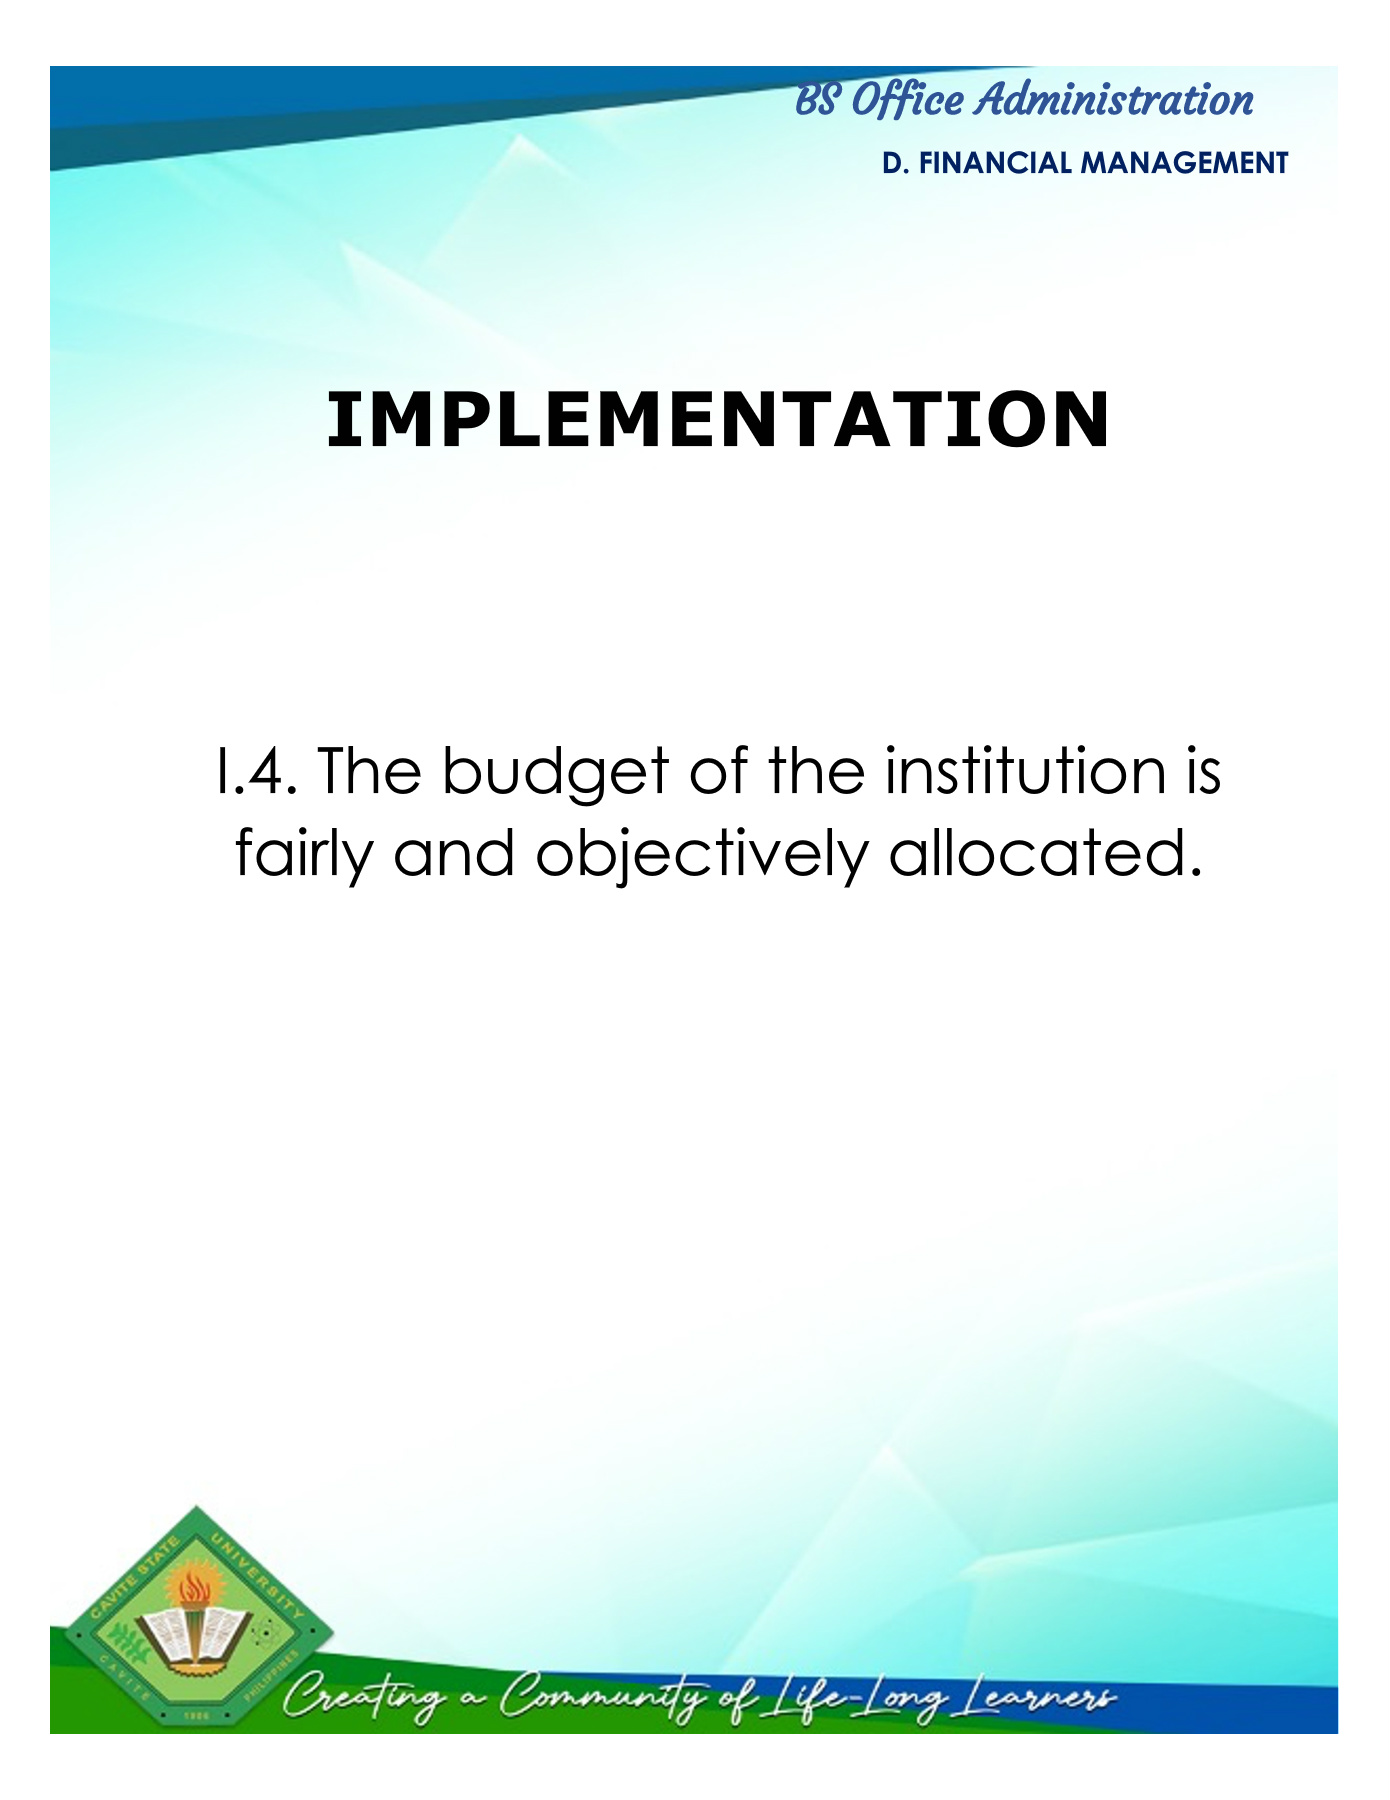 BS Office Administration
D. FINANCIAL MANAGEMENT
IMPLEMENTATION
I.4. The budget of the institution is
fairly and objectively allocated.
CAVITE STATE UNIVERSITY
CAVITE
1906
PHILIPPINES
Creating a Community of Life-Long Learners